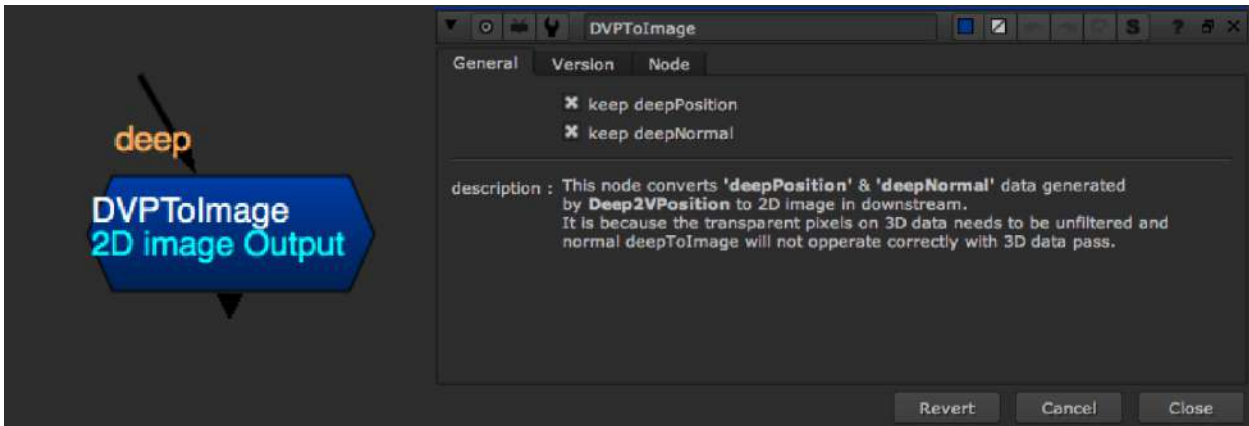 DVPToImage
General Version Node
keep deepPosition
keep deepNormal
deep
DVPToImage
2D image Output
description : This node converts 'deepPosition' & 'deepNormal' data generated
by Deep2VPosition to 2D image in downstream.
It is because the transparent pixels on 3D data needs to be unfiltered and
normal deepToImage will not opperate correctly with 3D data pass.
S ?
Revert Cancel Close